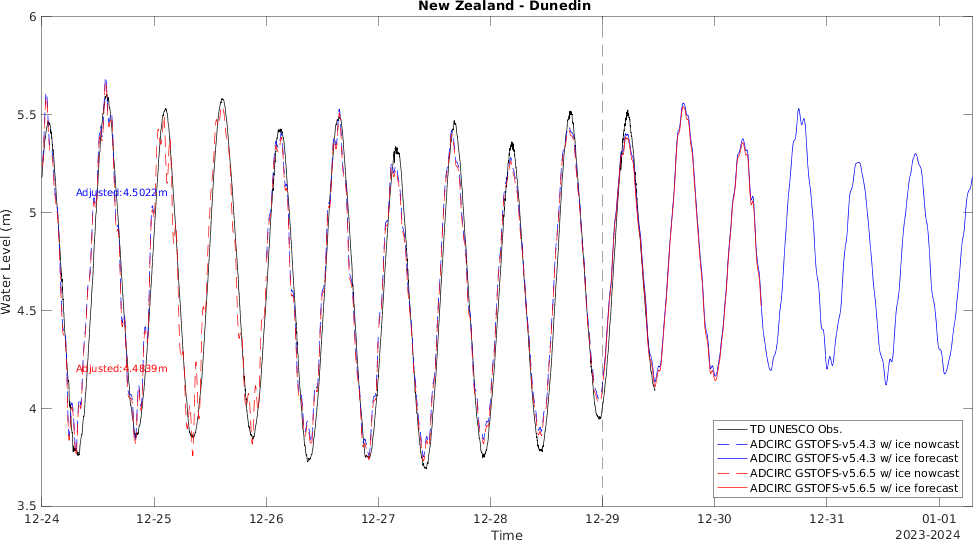 New Zealand - Dunedin
6
5.5
5
4.5
4
3.5
Water Level (m)
Adjusted:4.5022m
Adjusted:4.4839m
TD UNESCO Obs.
ADCIRC GSTOFS-v5.4.3 w/ ice nowcast
ADCIRC GSTOFS-v5.4.3 w/ ice forecast
ADCIRC GSTOFS-v5.6.5 w/ ice nowcast
ADCIRC GSTOFS-v5.6.5 w/ ice forecast
12-24 12-25 12-26 12-27 12-28 12-29 12-30 12-31 01-01
Time
2023-2024